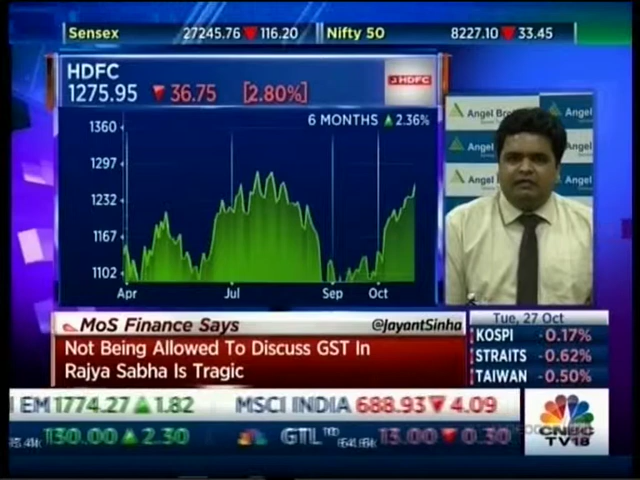 Sensex 27245.76 ▼ 116.20 Nifty 50 8227.10 ▼ 33.45
HDFC
1275.95 ▼ 36.75 [2.80%]
HDFC
6 MONTHS ▲ 2.36%
1360
1297
1232
1167
1102
Apr Jul Sep Oct
Angel Bro
Angel
Angel
Angel
MoS Finance Says @JayantSinha
Not Being Allowed To Discuss GST In
Rajya Sabha Is Tragic
Tue, 27 Oct
KOSPI -0.17%
STRAITS -0.62%
TAIWAN -0.50%
I EM 1774.27 ▲ 1.82 MSCI INDIA 688.93 ▼ 4.09
130.00 ▲ 2.30 GTL 13.00 ▼ 0.30
CNBC
TV18